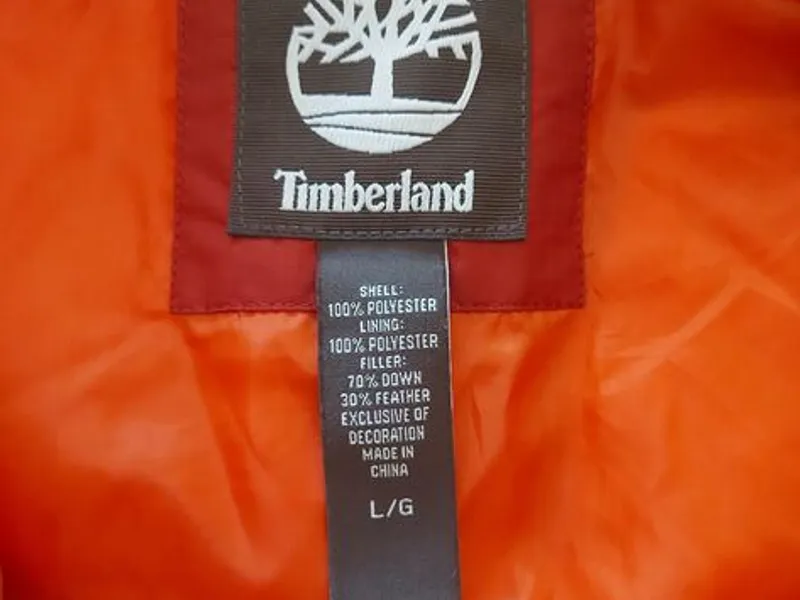 Timberland
SHELL:
100% POLYESTER
LINING:
100% POLYESTER
FILLER:
70% DOWN
30% FEATHER
EXCLUSIVE OF
DECORATION
MADE IN
CHINA
L/G